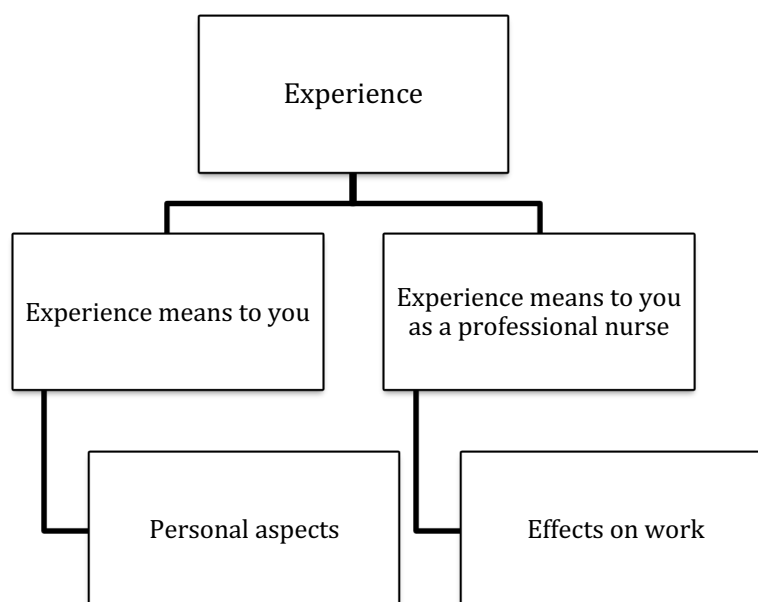 Experience
Experience means to you
Experience means to you
as a professional nurse
Personal aspects
Effects on work